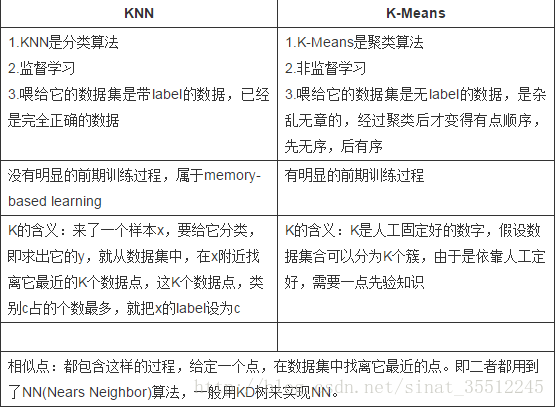 KNN
K-Means
1.KNN是分类算法
2.监督学习
3.喂给它的数据集是带label的数据，已经
是完全正确的数据
1.K-Means是聚类算法
2.非监督学习
3.喂给它的数据集是无label的数据，是杂
乱无章的，经过聚类后才变得有点顺序，
先无序，后有序
没有明显的前期训练过程，属于memory-
based learning
有明显的前期训练过程
K的含义：来了一个样本x，要给它分类，
即求出它的y，就从数据集中，在x附近找
离它最近的K个数据点，这K个数据点，类
别c占的个数最多，就把x的label设为c
K的含义：K是人工固定好的数字，假设数
据集合可以分为K个簇，由于是依靠人工定
好，需要一点先验知识
相似点：都包含这样的过程，给定一个点，在数据集中找离它最近的点。即二者都用到
了NN(Nears Neighbor)算法，一般用KD树来实现NN。
http://blog.csdn.net/sinat_35512245